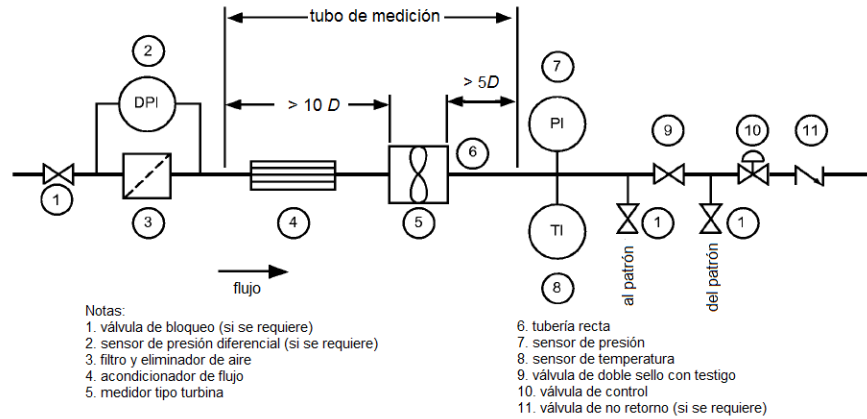 tubo de medición
2
7
> 5D
DPI
> 10 D
PI
9
10
11
6
1
3
4
5
TI
1
1
flujo
8
al patrón
del patrón
Notas:
1. válvula de bloqueo (si se requiere)
2. sensor de presión diferencial (si se requiere)
3. filtro y eliminador de aire
4. acondicionador de flujo
5. medidor tipo turbina
6. tubería recta
7. sensor de presión
8. sensor de temperatura
9. válvula de doble sello con testigo
10. válvula de control
11. válvula de no retorno (si se requiere)